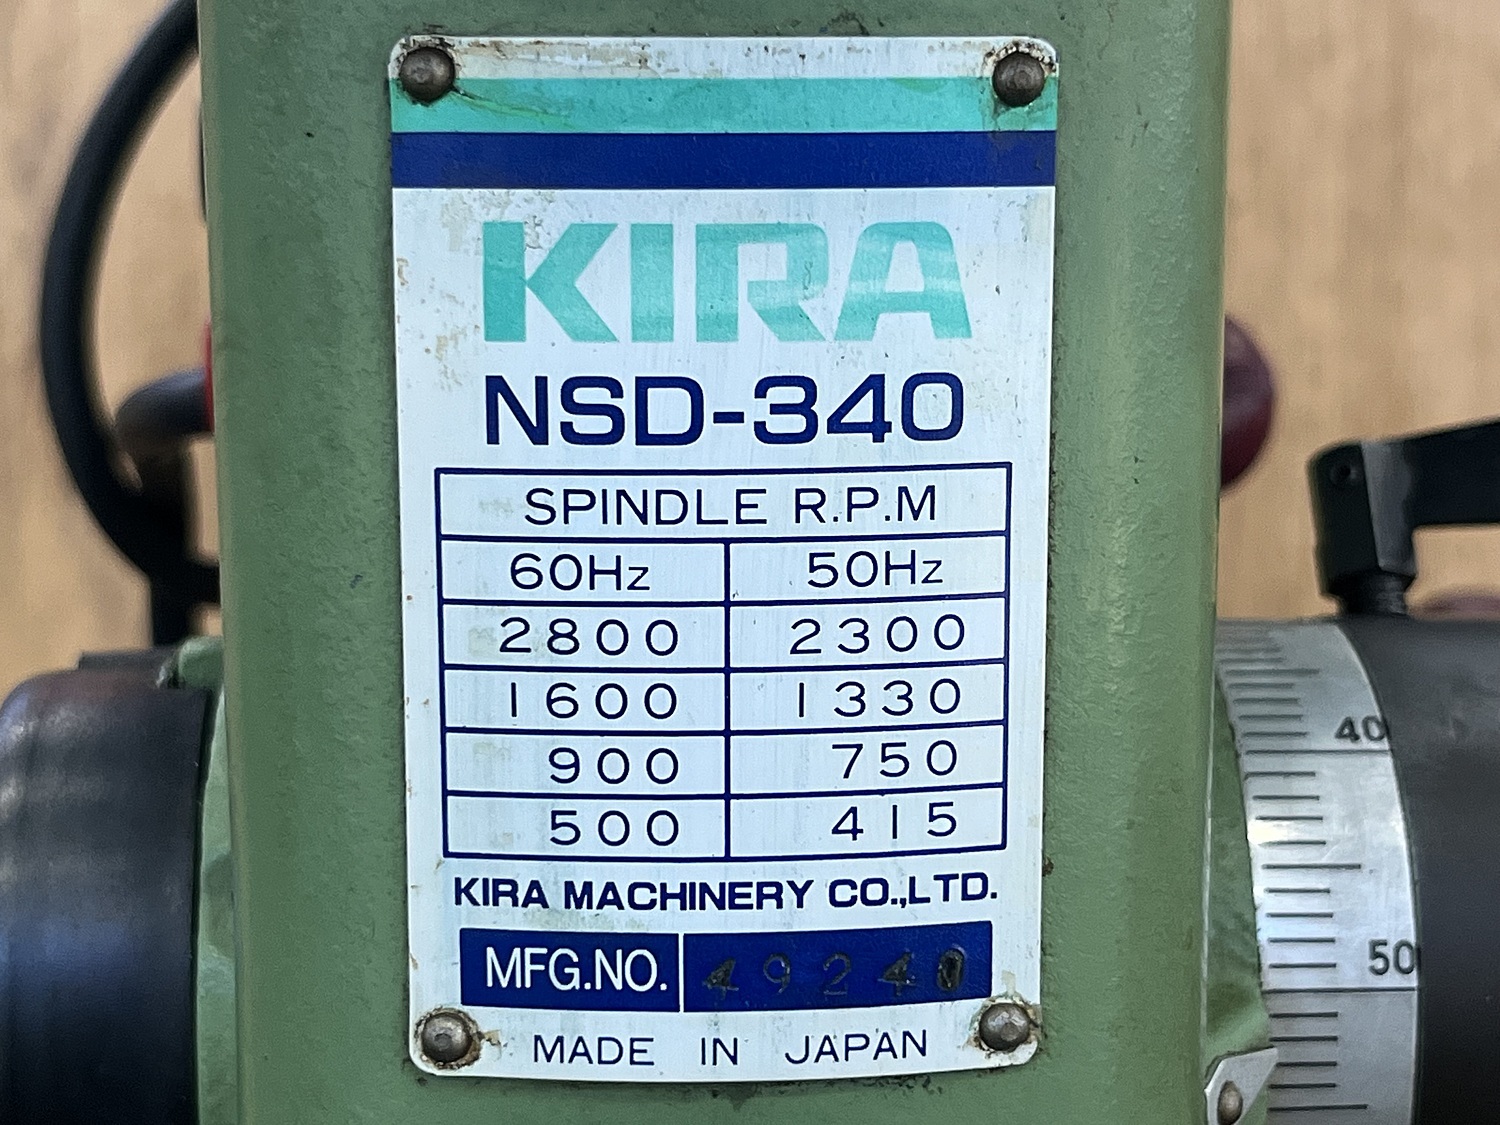 KIRA
NSD-340
SPINDLE R.P.M
60Hz 50Hz
2800 2300
1600 1330
900 750
500 415
KIRA MACHINERY CO.,LTD.
MFG.NO. 49240
MADE IN JAPAN
40
50